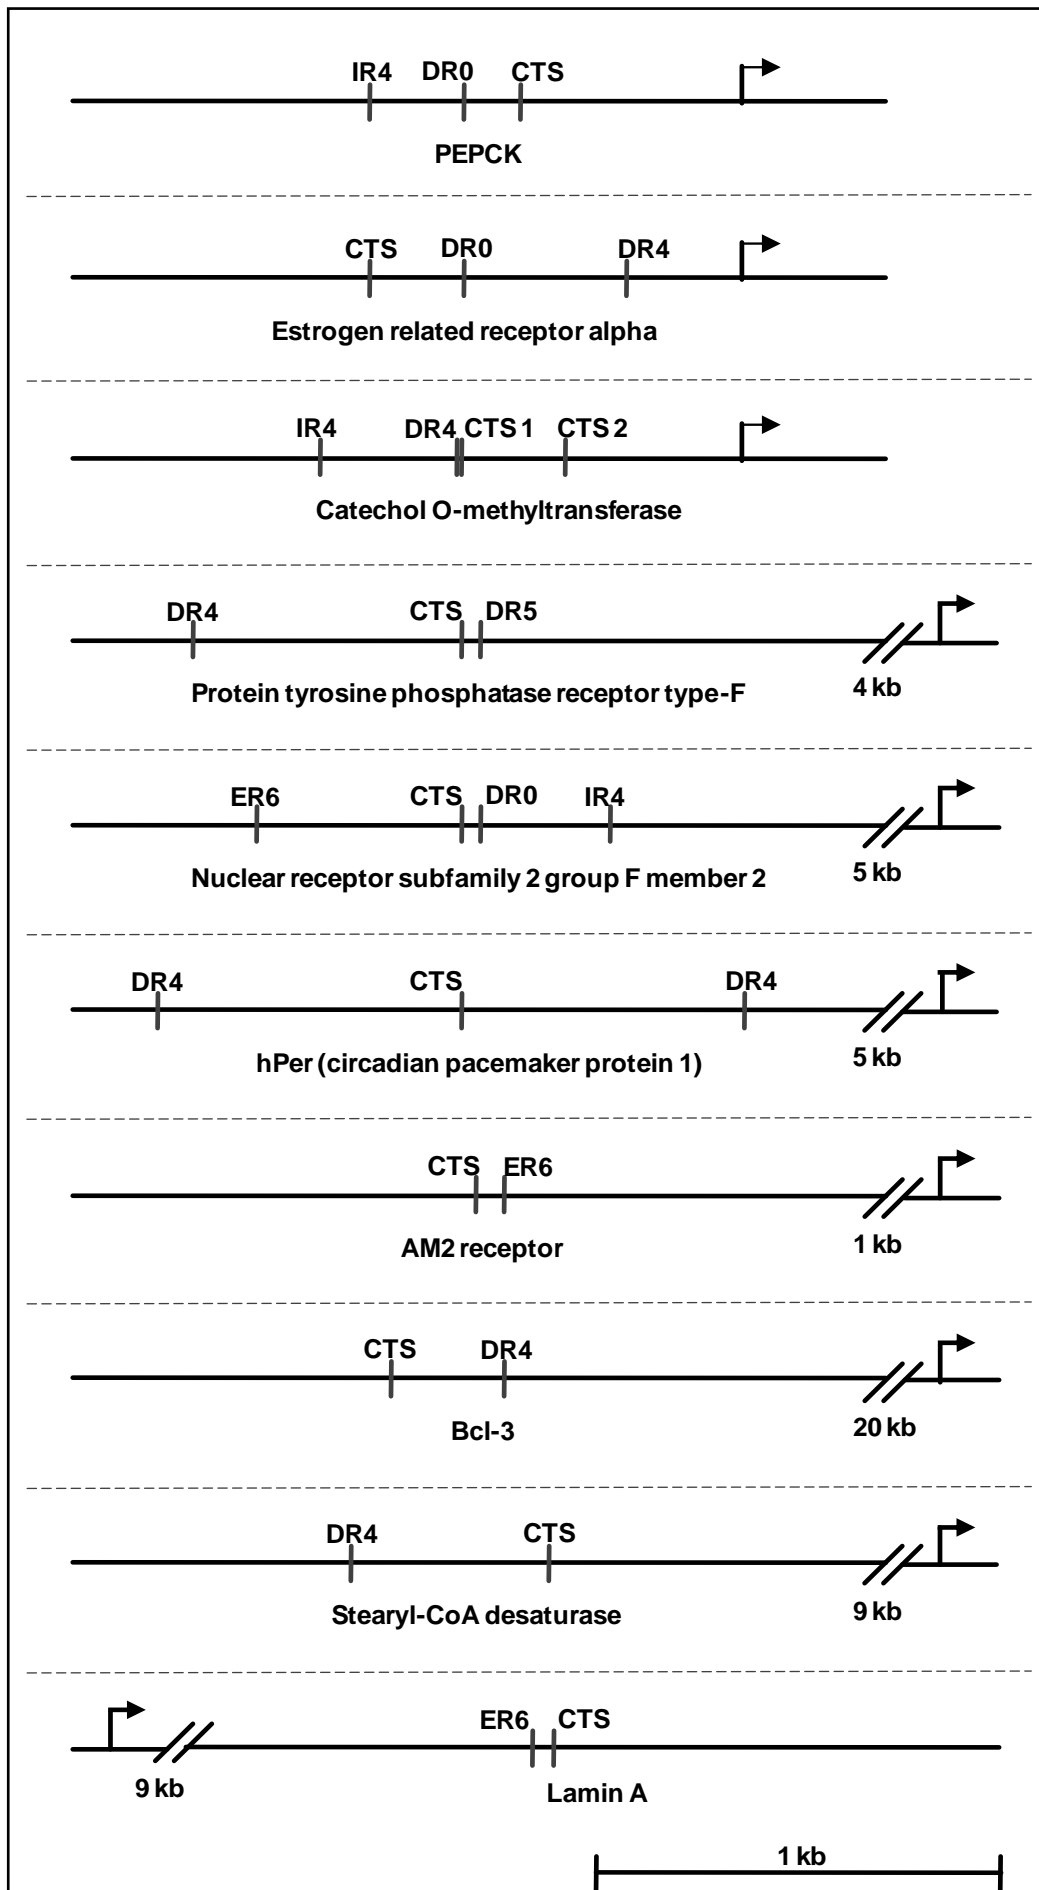 IR4 DR0 CTS
PEPCK
CTS DR0 DR4
Estrogen related receptor alpha
IR4 DR4 CTS 1 CTS 2
Catechol O-methyltransferase
DR4 CTS DR5
Protein tyrosine phosphatase receptor type-F 4 kb
ER6 CTS DR0 IR4
Nuclear receptor subfamily 2 group F member 2 5 kb
DR4 CTS DR4
hPer (circadian pacemaker protein 1) 5 kb
CTS ER6
AM2 receptor 1 kb
CTS DR4
Bcl-3 20 kb
DR4 CTS
Stearyl-CoA desaturase 9 kb
ER6 CTS
9 kb Lamin A
1 kb